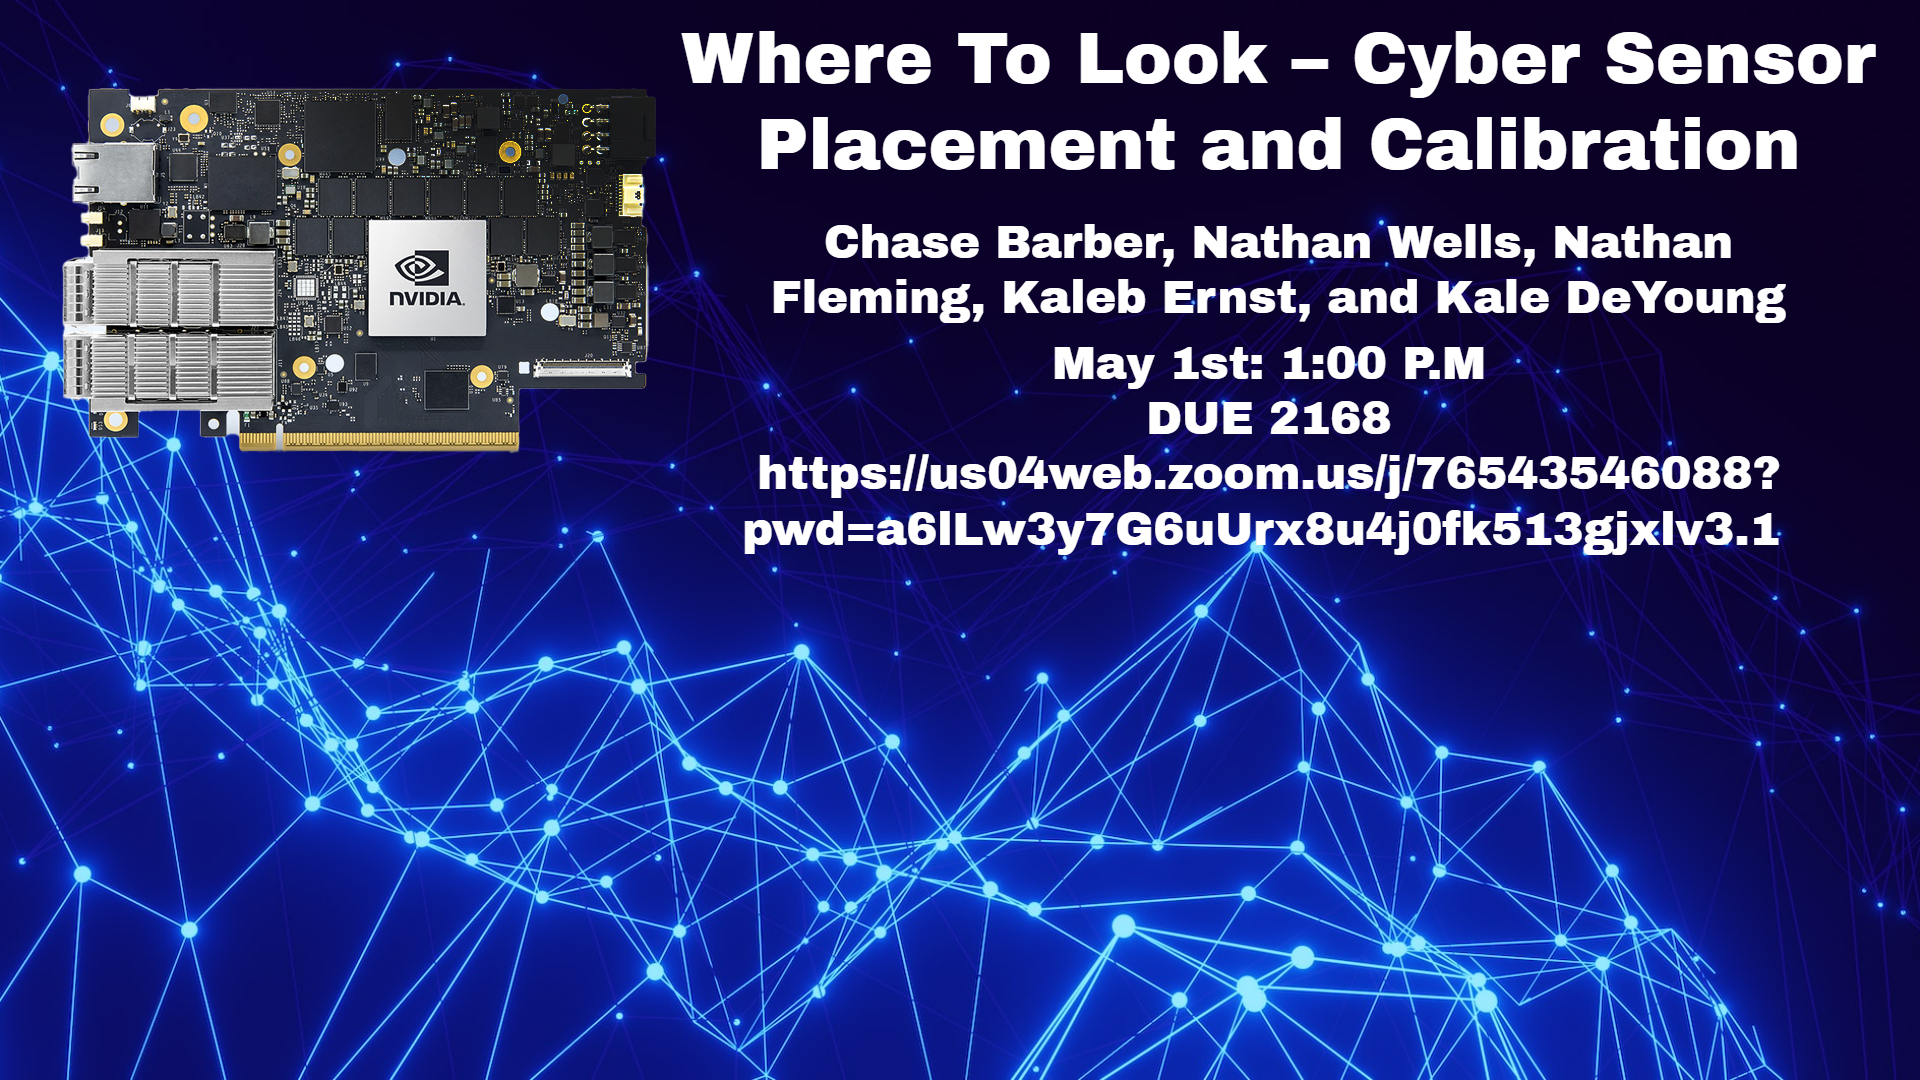 Where To Look – Cyber Sensor
Placement and Calibration
Chase Barber, Nathan Wells, Nathan
Fleming, Kaleb Ernst, and Kale DeYoung
May 1st: 1:00 P.M
DUE 2168
https://us04web.zoom.us/j/76543546088?
pwd=a6lLw3y7G6uUrx8u4j0fk513gjxlv3.1
NVIDIA.